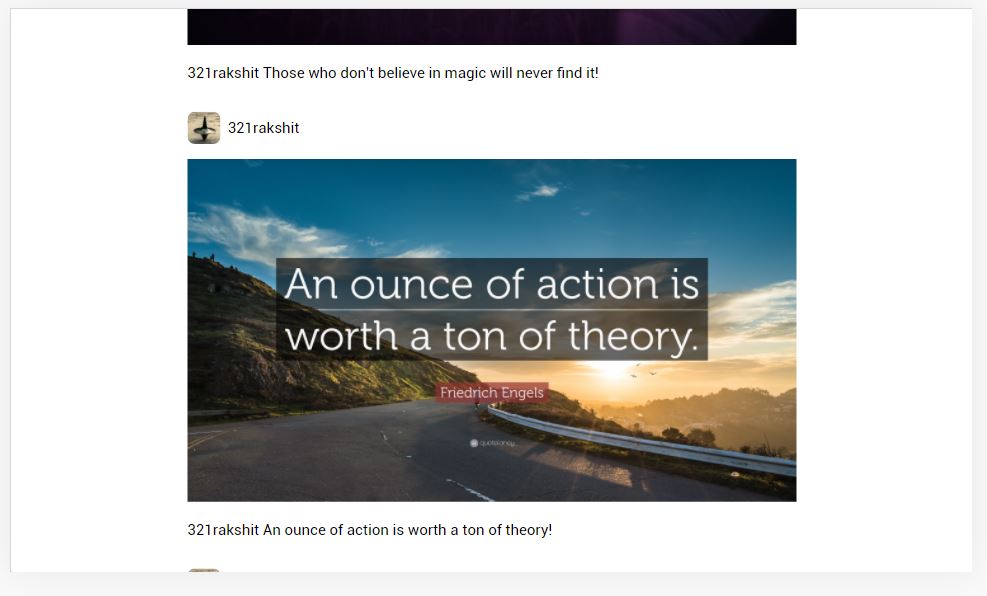 321rakshit Those who don't believe in magic will never find it!
321rakshit
An ounce of action is
worth a ton of theory.
Friedrich Engels
quotefancy
321rakshit An ounce of action is worth a ton of theory!